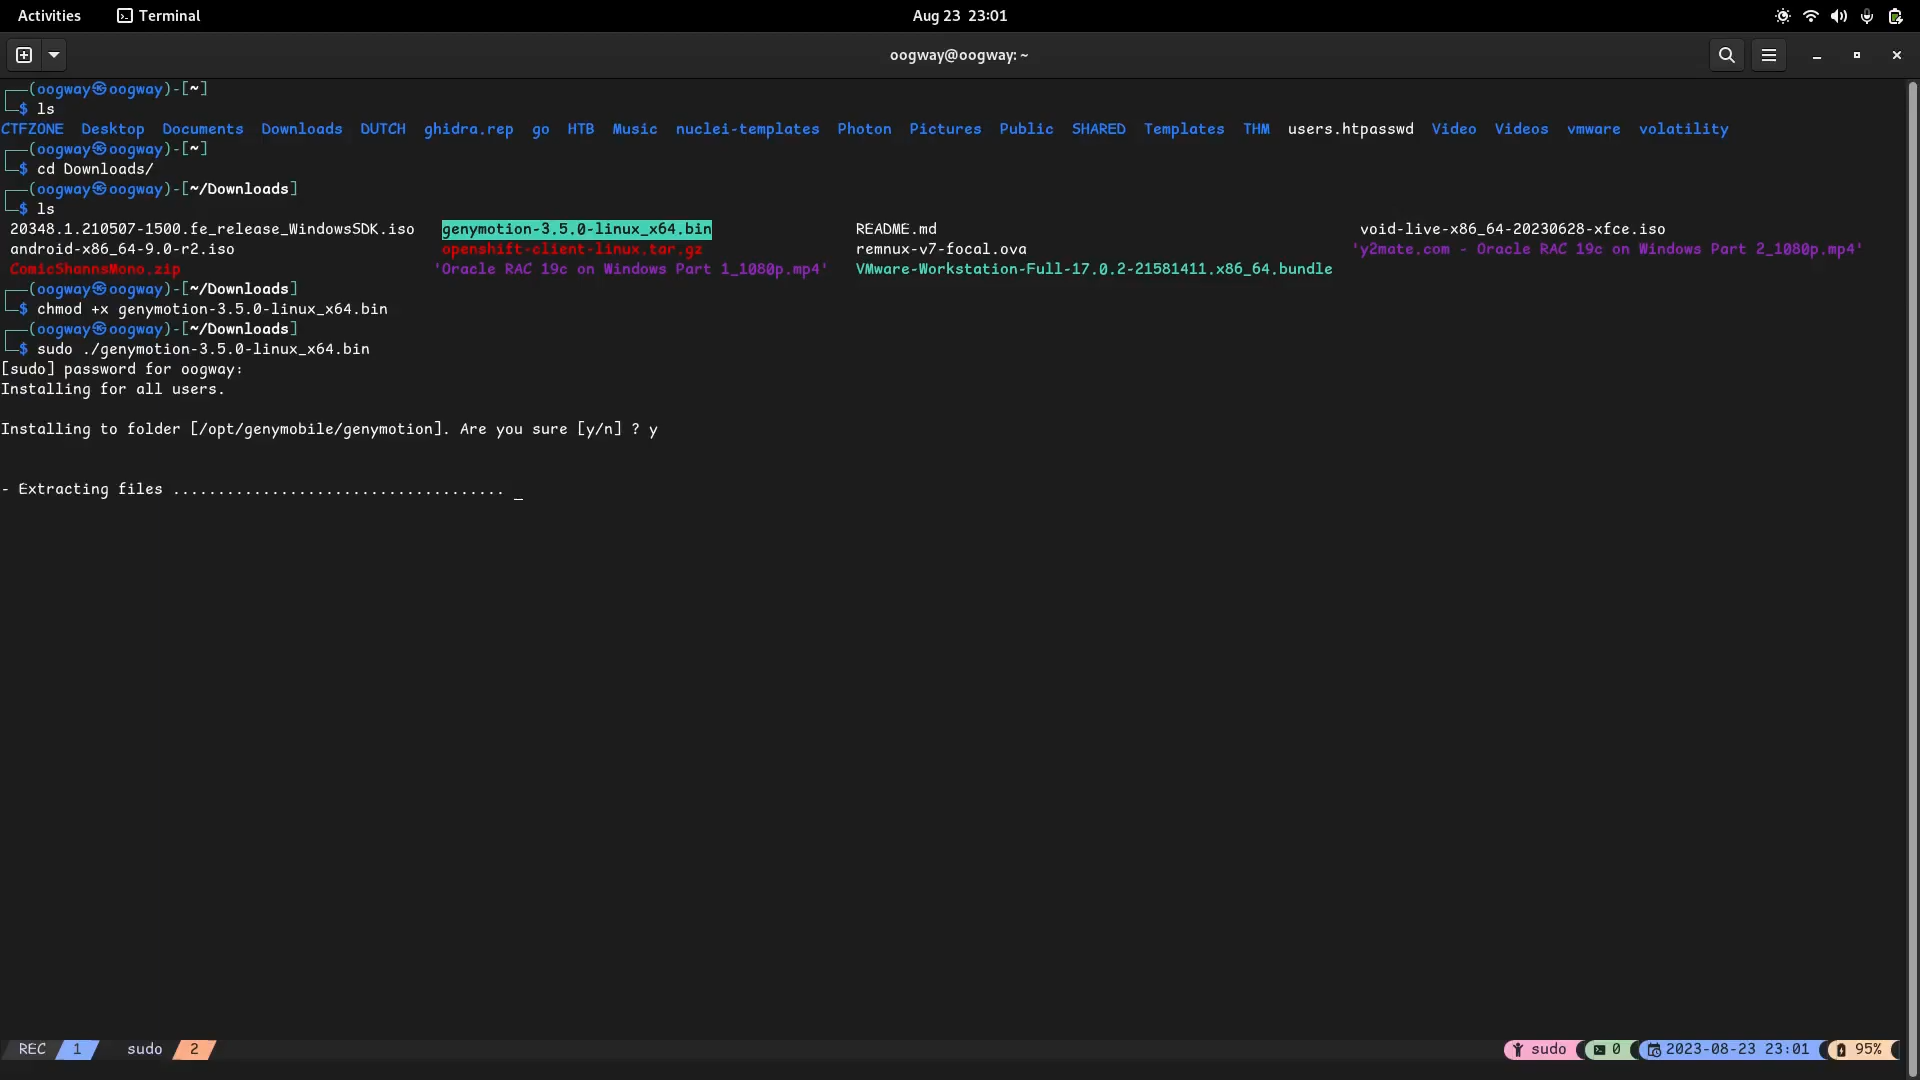 Activities Terminal Aug 23 23:01
oogway@oogway: ~
┌──(oogway㉿oogway)-[~]
└─$ ls
CTFZONE Desktop Documents Downloads DUTCH ghidra.rep go HTB Music nuclei-templates Photon Pictures Public SHARED Templates THM users.htpasswd Video Videos vmware volatility
┌──(oogway㉿oogway)-[~]
└─$ cd Downloads/
┌──(oogway㉿oogway)-[~/Downloads]
└─$ ls
20348.1.210507-1500.fe_release_WindowsSDK.iso genymotion-3.5.0-linux_x64.bin README.md void-live-x86_64-20230628-xfce.iso
android-x86_64-9.0-r2.iso openshift-client-linux.tar.gz remnux-v7-focal.ova 'y2mate.com - Oracle RAC 19c on Windows Part 2_1080p.mp4'
ComicShannsMono.zip 'Oracle RAC 19c on Windows Part 1_1080p.mp4' VMware-Workstation-Full-17.0.2-21581411.x86_64.bundle
┌──(oogway㉿oogway)-[~/Downloads]
└─$ chmod +x genymotion-3.5.0-linux_x64.bin
┌──(oogway㉿oogway)-[~/Downloads]
└─$ sudo ./genymotion-3.5.0-linux_x64.bin
[sudo] password for oogway:
Installing for all users.
Installing to folder [/opt/genymobile/genymotion]. Are you sure [y/n] ? y
- Extracting files ..................................... _
REC 1 sudo 2 sudo 0 2023-08-23 23:01 95%